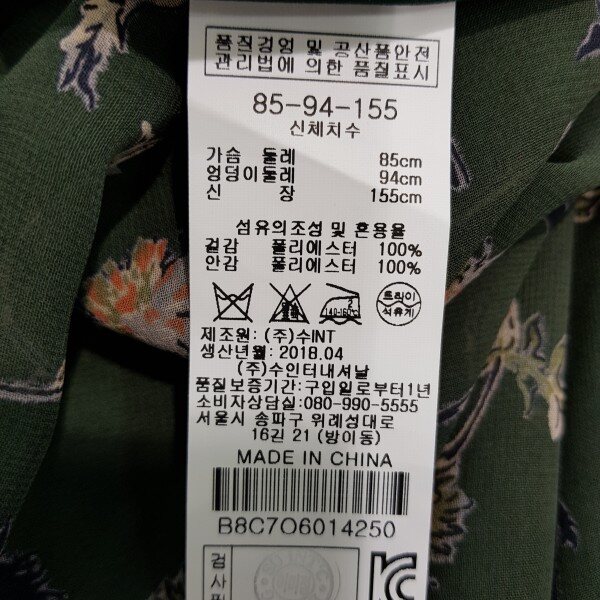 품질경영 및 공산품안전
관리법에 의한 품질표시
85-94-155
신체치수
가슴 둘레 85cm
엉덩이둘레 94cm
신 장 155cm
섬유의조성 및 혼용율
겉감 폴리에스터 100%
안감 폴리에스터 100%
140-160℃
드라이
석유계
제조원: (주)수INT
생산년월: 2018.04
(주)수인터내셔날
품질보증기간: 구입일로부터1년
소비자상담실: 080-990-5555
서울시 송파구 위례성대로
16길 21 (방이동)
MADE IN CHINA
B8C7O6014250
검
사
필